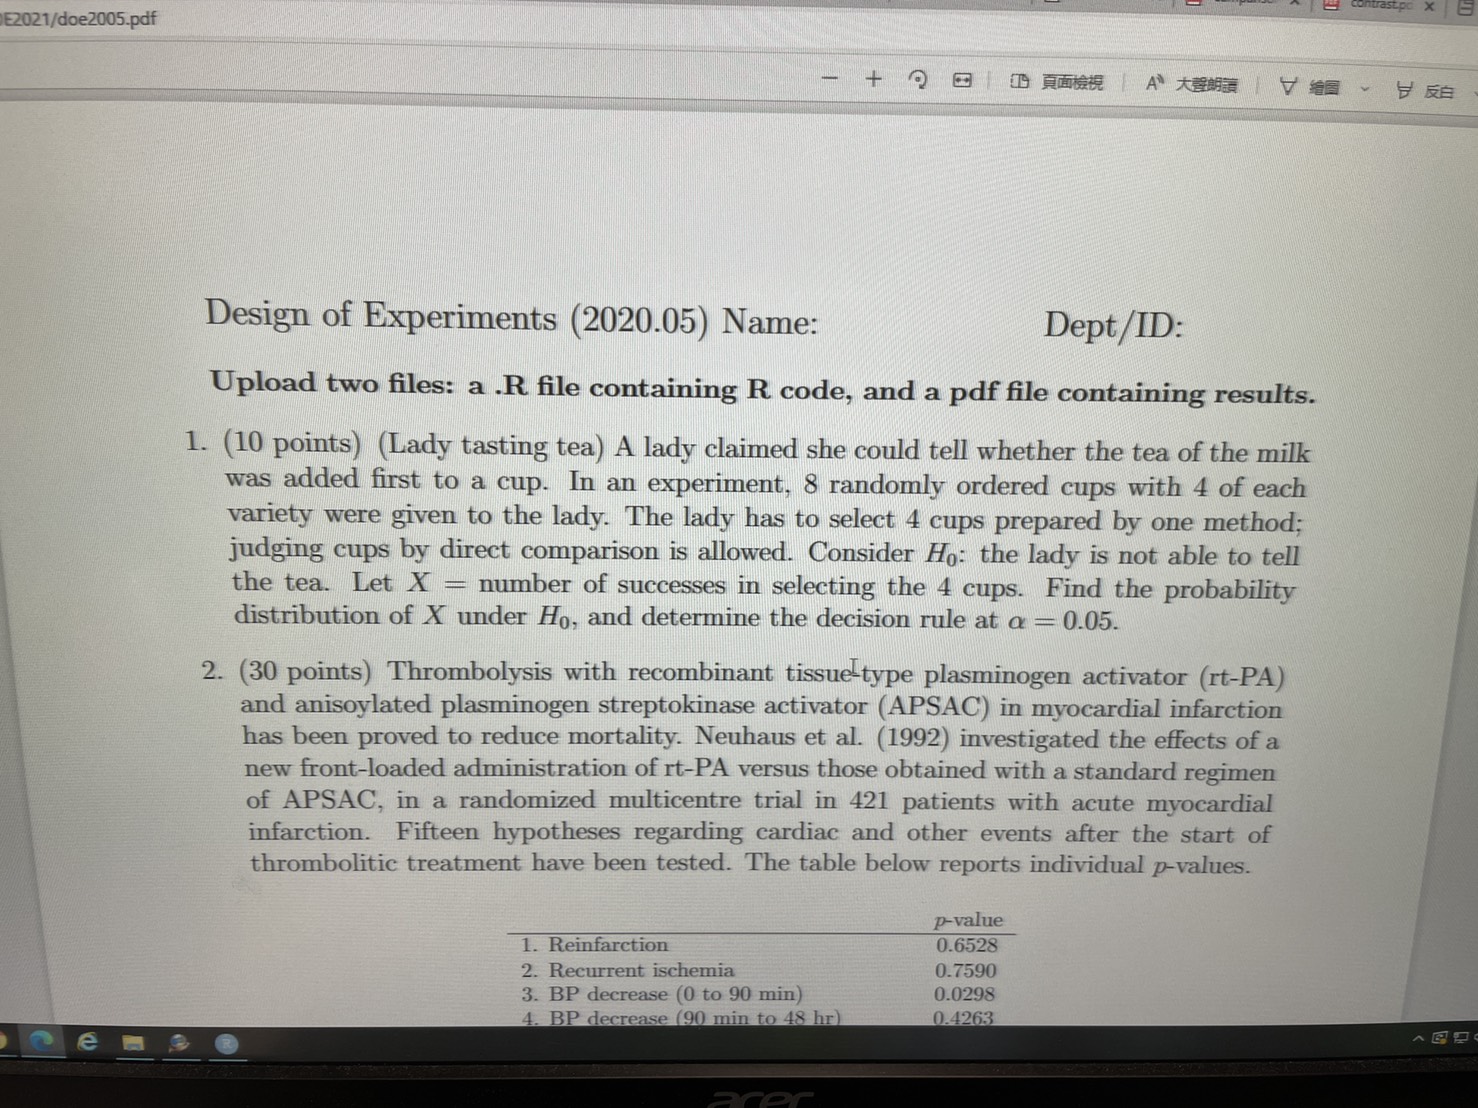 E2021/doe2005.pdf
contrast.p
頁面檢視
大聲朗讀
繪圖
反白
Design of Experiments (2020.05) Name: Dept/ID:
Upload two files: a .R file containing R code, and a pdf file containing results.
1. (10 points) (Lady tasting tea) A lady claimed she could tell whether the tea of the milk
was added first to a cup. In an experiment, 8 randomly ordered cups with 4 of each
variety were given to the lady. The lady has to select 4 cups prepared by one method;
judging cups by direct comparison is allowed. Consider H₀: the lady is not able to tell
the tea. Let X = number of successes in selecting the 4 cups. Find the probability
distribution of X under H₀, and determine the decision rule at α = 0.05.
2. (30 points) Thrombolysis with recombinant tissue-type plasminogen activator (rt-PA)
and anisoylated plasminogen streptokinase activator (APSAC) in myocardial infarction
has been proved to reduce mortality. Neuhaus et al. (1992) investigated the effects of a
new front-loaded administration of rt-PA versus those obtained with a standard regimen
of APSAC, in a randomized multicentre trial in 421 patients with acute myocardial
infarction. Fifteen hypotheses regarding cardiac and other events after the start of
thrombolitic treatment have been tested. The table below reports individual p-values.
p-value
1. Reinfarction 0.6528
2. Recurrent ischemia 0.7590
3. BP decrease (0 to 90 min) 0.0298
4. BP decrease (90 min to 48 hr) 0.4263
acer